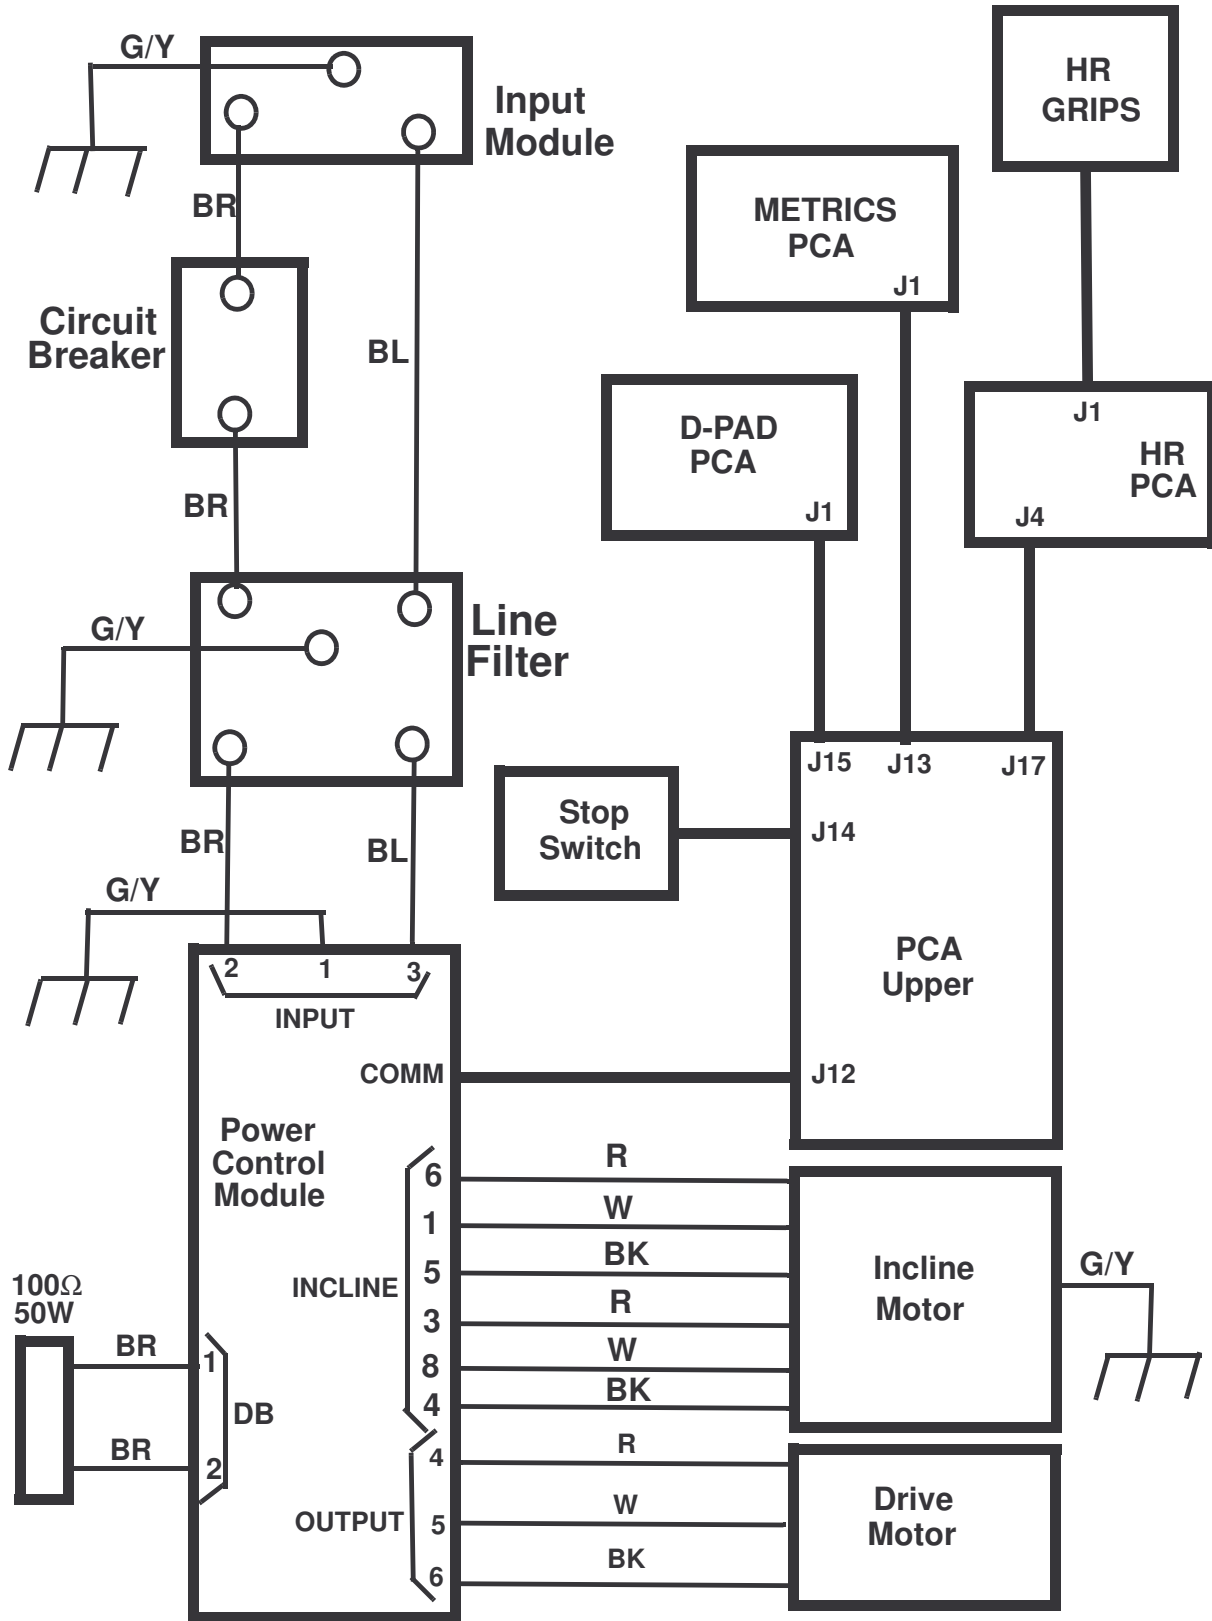 G/Y
Input
Module
BR
Circuit
Breaker
BL
BR
G/Y
Line
Filter
BR
BL
G/Y
2 1 3
INPUT
COMM
Power
Control
Module
INCLINE
6
1
5
3
8
4
OUTPUT
4
5
6
100Ω
50W
BR
BR
1
2
DB
HR
GRIPS
METRICS
PCA
J1
D-PAD
PCA
J1
J1
HR
PCA
J4
J15 J13 J17
Stop
Switch
J14
PCA
Upper
J12
R
W
BK
R
W
BK
Incline
Motor
G/Y
R
W
BK
Drive
Motor